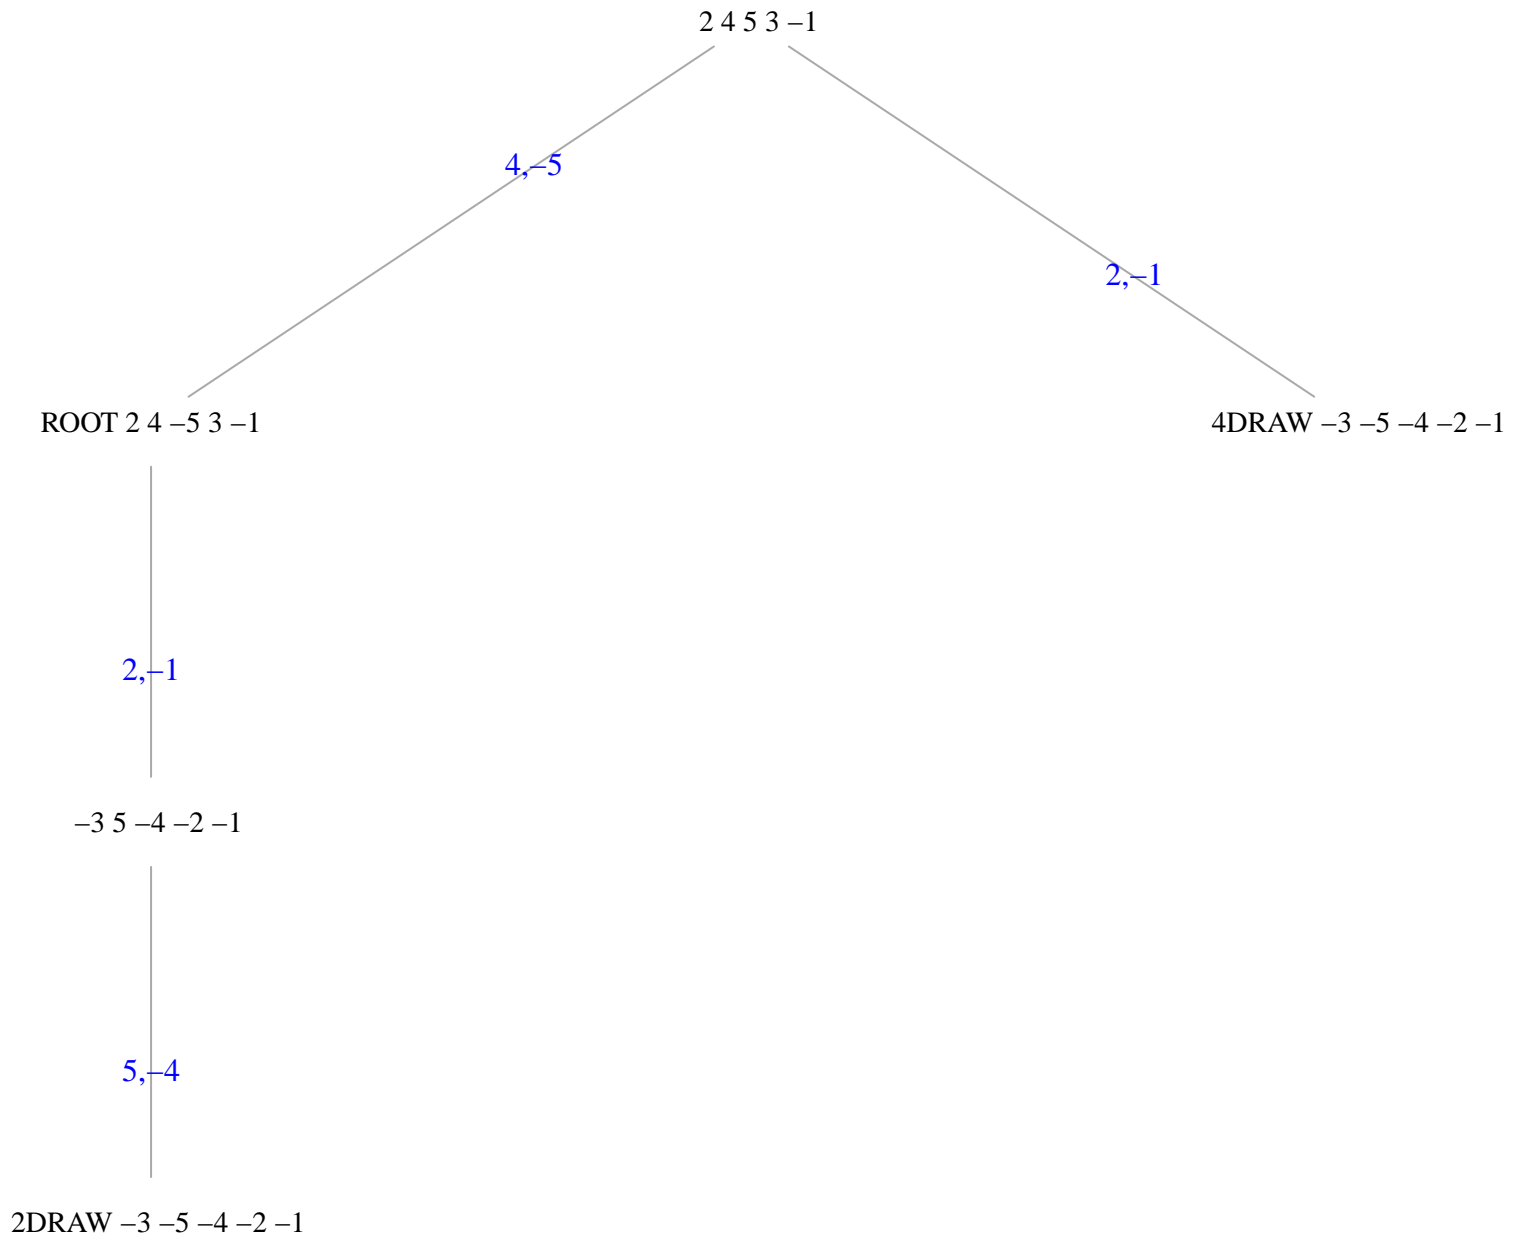 2 4 5 3 –1
4,–5
2,–1
ROOT 2 4 –5 3 –1
4DRAW –3 –5 –4 –2 –1
2,–1
–3 5 –4 –2 –1
5,–4
2DRAW –3 –5 –4 –2 –1